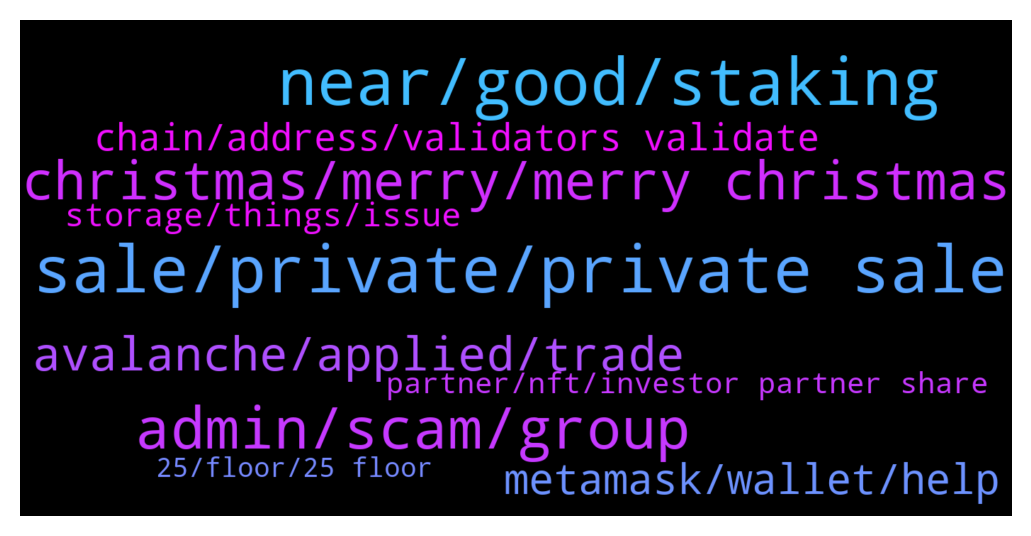 near/good/staking
chain/address/validators validate
christmas/merry/merry christmas
storage/things/issue
sale/private/private sale
avalanche/applied/trade
partner/nft/investor partner share
admin/scam/group
25/floor/25 floor
metamask/wallet/help